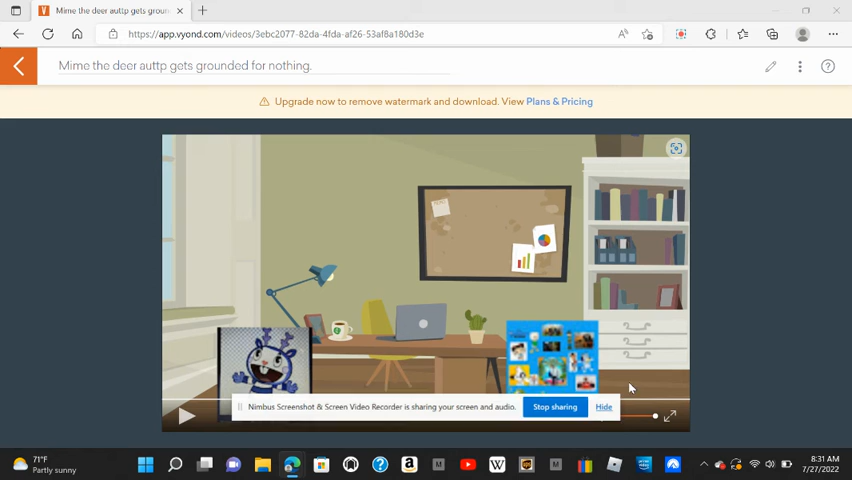 Mime the deer auttp gets groun
https://app.vyond.com/videos/3ebc2077-82da-4fda-af26-53af8a180d3e
Mime the deer auttp gets grounded for nothing.
Upgrade now to remove watermark and download. View Plans & Pricing
Nimbus Screenshot & Screen Video Recorder is sharing your screen and audio.
Stop sharing
Hide
71°F
Partly sunny
8:31 AM
7/27/2022